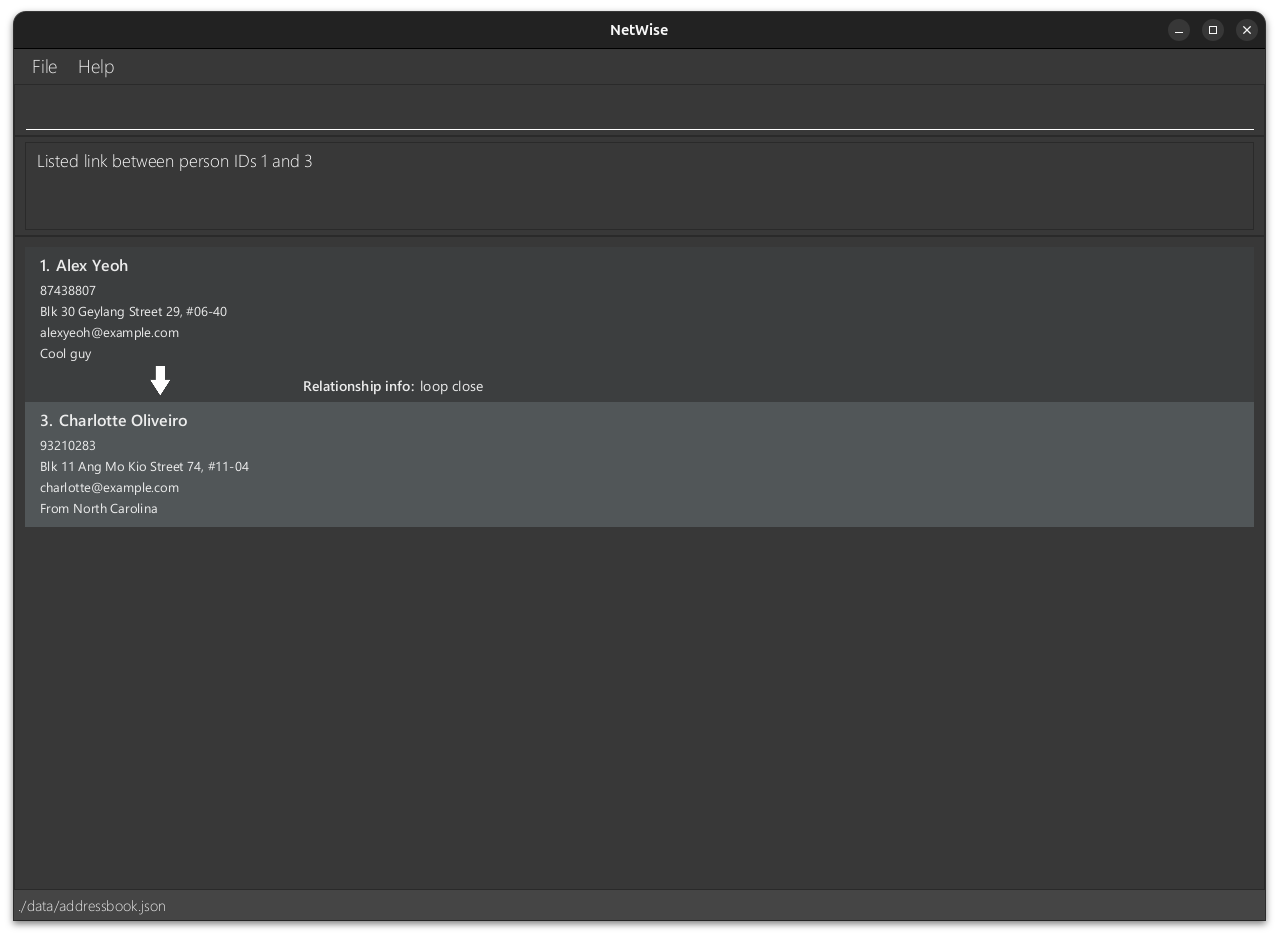 NetWise
File Help
Listed link between person IDs 1 and 3
1. Alex Yeoh
87438807
Blk 30 Geylang Street 29, #06-40
alexyeoh@example.com
Cool guy
Relationship info: loop close
3. Charlotte Oliveiro
93210283
Blk 11 Ang Mo Kio Street 74, #11-04
charlotte@example.com
From North Carolina
./data/addressbook.json